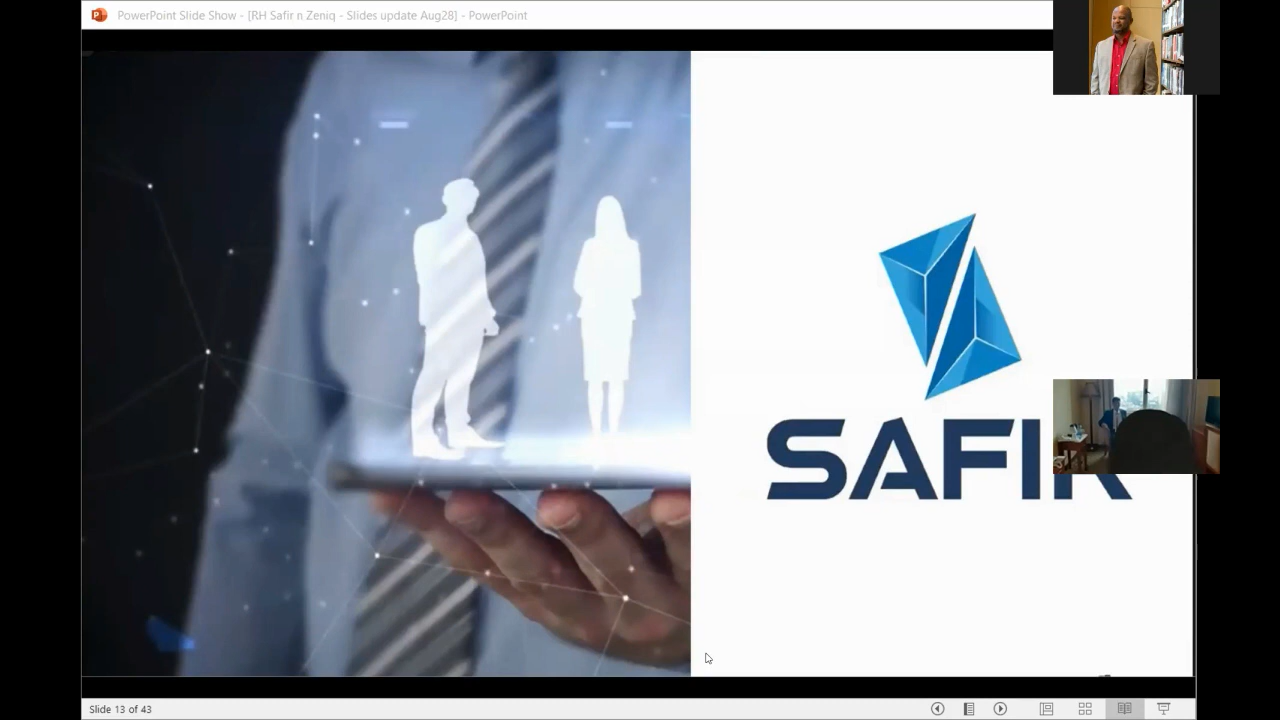 PowerPoint Slide Show - [RH Safir n Zeniq - Slides update Aug28] - PowerPoint
SAFIR
Slide 13 of 43